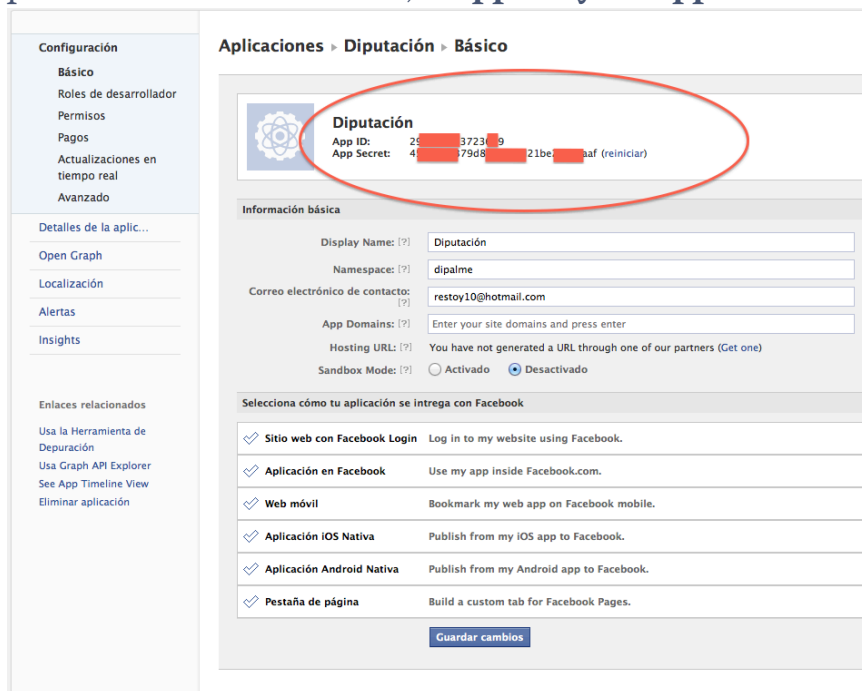 Configuración
Básico
Roles de desarrollador
Permisos
Pagos
Actualizaciones en
tiempo real
Avanzado
Detalles de la aplic...
Open Graph
Localización
Alertas
Insights
Enlaces relacionados
Usa la Herramienta de
Depuración
Usa Graph API Explorer
See App Timeline View
Eliminar aplicación
Aplicaciones ▸ Diputación ▸ Básico
Diputación
App ID: 29 3723 9
App Secret: 4 379d8 21be aaf (reiniciar)
Información básica
Display Name: [?] Diputación
Namespace: [?] dipalme
Correo electrónico de contacto: [?] restoy10@hotmail.com
App Domains: [?] Enter your site domains and press enter
Hosting URL: [?] You have not generated a URL through one of our partners (Get one)
Sandbox Mode: [?] Activado Desactivado
Selecciona cómo tu aplicación se intrega con Facebook
Sitio web con Facebook Login Log in to my website using Facebook.
Aplicación en Facebook Use my app inside Facebook.com.
Web móvil Bookmark my web app on Facebook mobile.
Aplicación iOS Nativa Publish from my iOS app to Facebook.
Aplicación Android Nativa Publish from my Android app to Facebook.
Pestaña de página Build a custom tab for Facebook Pages.
Guardar cambios